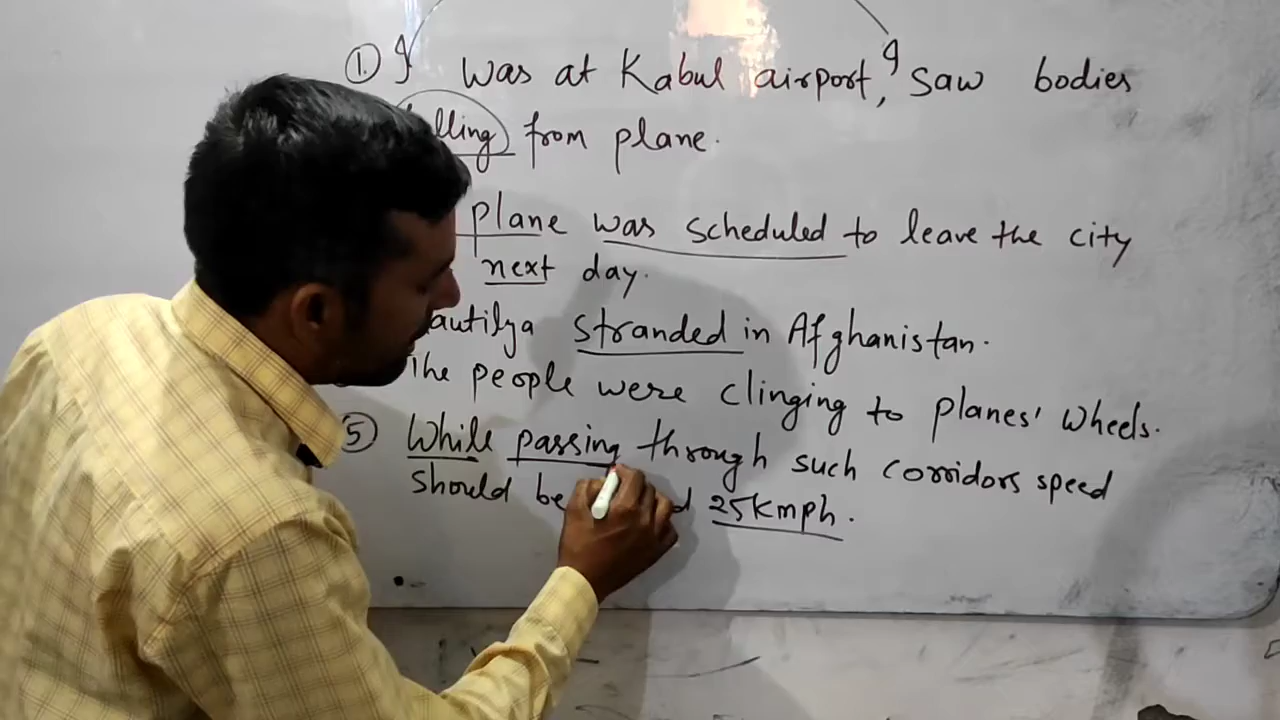 ① I was at Kabul airport, I saw bodies
from plane.
plane was scheduled to leave the city
next day.
stranded in Afghanistan.
The people were clinging to planes' wheels.
⑤ While passing through such corridors speed
should be 25kmph.